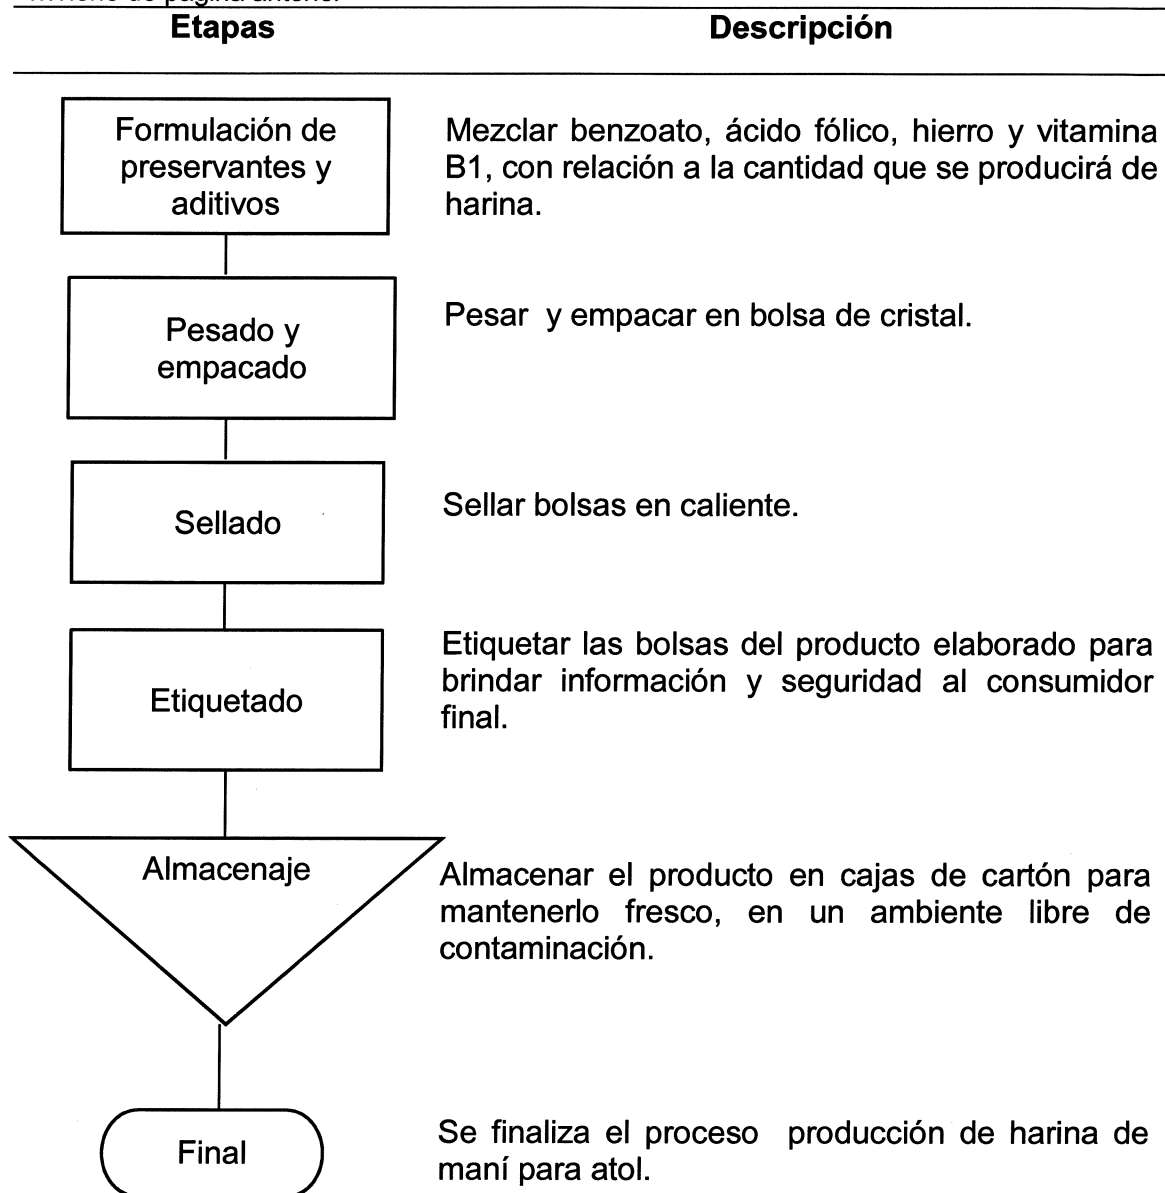 de página anterior
Etapas Descripción
Formulación de
preservantes y
aditivos
Mezclar benzoato, ácido fólico, hierro y vitamina
B1, con relación a la cantidad que se producirá de
harina.
Pesado y
empacado
Pesar y empacar en bolsa de cristal.
Sellado
Sellar bolsas en caliente.
Etiquetado
Etiquetar las bolsas del producto elaborado para
brindar información y seguridad al consumidor
final.
Almacenaje
Almacenar el producto en cajas de cartón para
mantenerlo fresco, en un ambiente libre de
contaminación.
Final
Se finaliza el proceso producción de harina de
maní para atol.